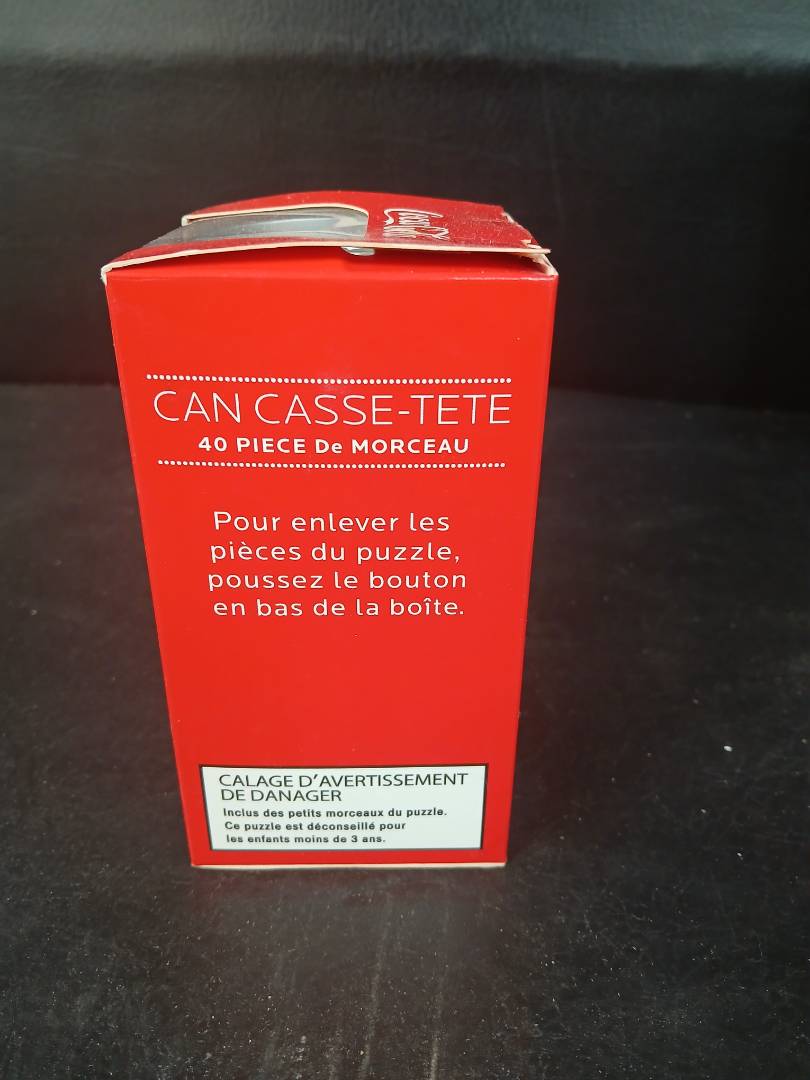 Coca-Cola
CAN CASSE-TETE
40 PIECE De MORCEAU
Pour enlever les
pièces du puzzle,
poussez le bouton
en bas de la boîte.
CALAGE D'AVERTISSEMENT
DE DANAGER
Inclus des petits morceaux du puzzle.
Ce puzzle est déconseillé pour
les enfants moins de 3 ans.